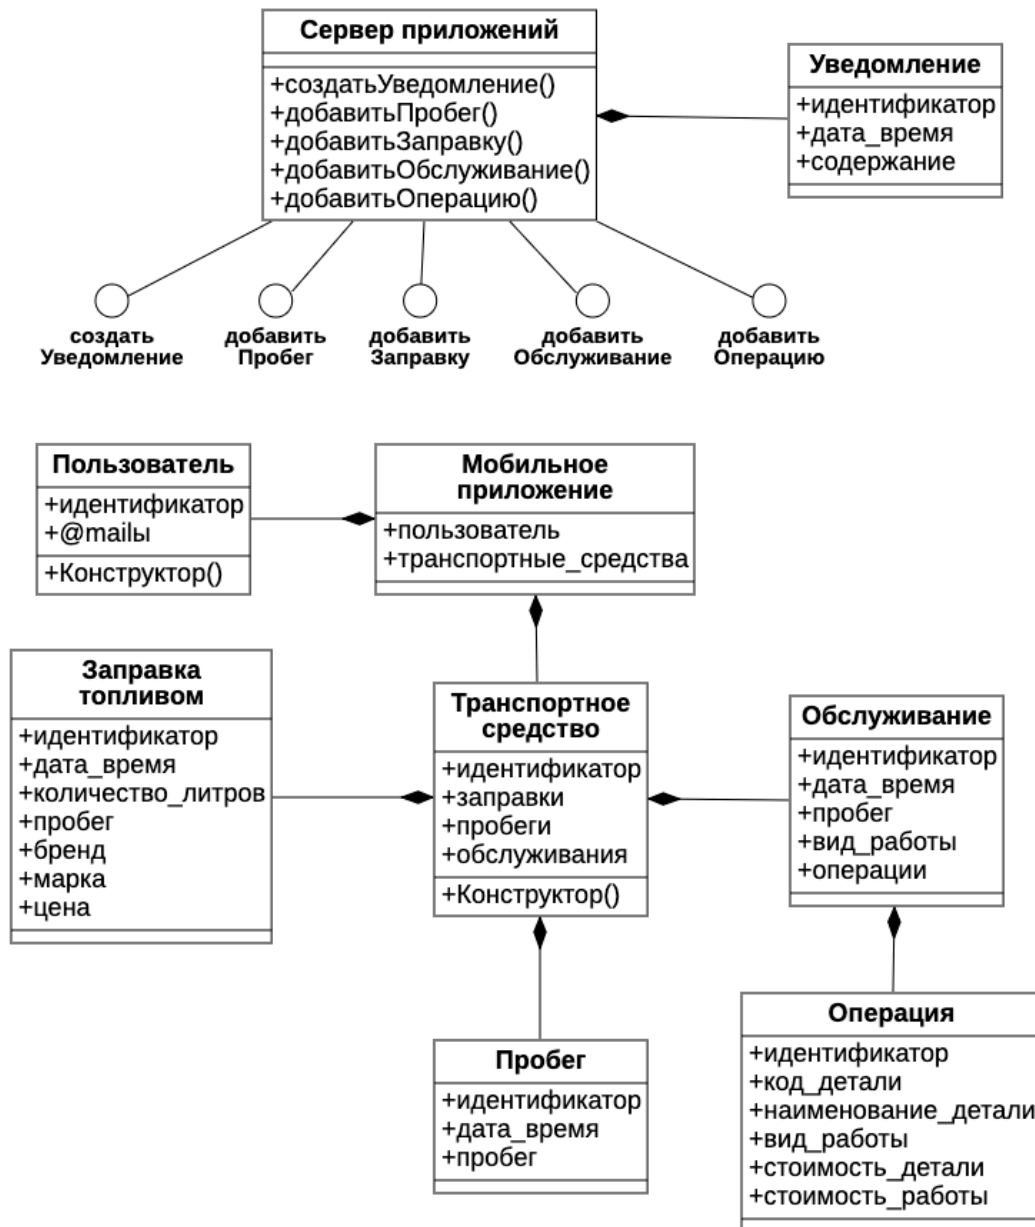 Сервер приложений
+создатьУведомление()
+добавитьПробег()
+добавитьЗаправку()
+добавитьОбслуживание()
+добавитьОперацию()
Уведомление
+идентификатор
+дата_время
+содержание
создать
Уведомление
добавить
Пробег
добавить
Заправку
добавить
Обслуживание
добавить
Операцию
Пользователь
+идентификатор
+@mailы
+Конструктор()
Мобильное
приложение
+пользователь
+транспортные_средства
Заправка
топливом
+идентификатор
+дата_время
+количество_литров
+пробег
+бренд
+марка
+цена
Транспортное
средство
+идентификатор
+заправки
+пробеги
+обслуживания
+Конструктор()
Обслуживание
+идентификатор
+дата_время
+пробег
+вид_работы
+операции
Пробег
+идентификатор
+дата_время
+пробег
Операция
+идентификатор
+код_детали
+наименование_детали
+вид_работы
+стоимость_детали
+стоимость_работы